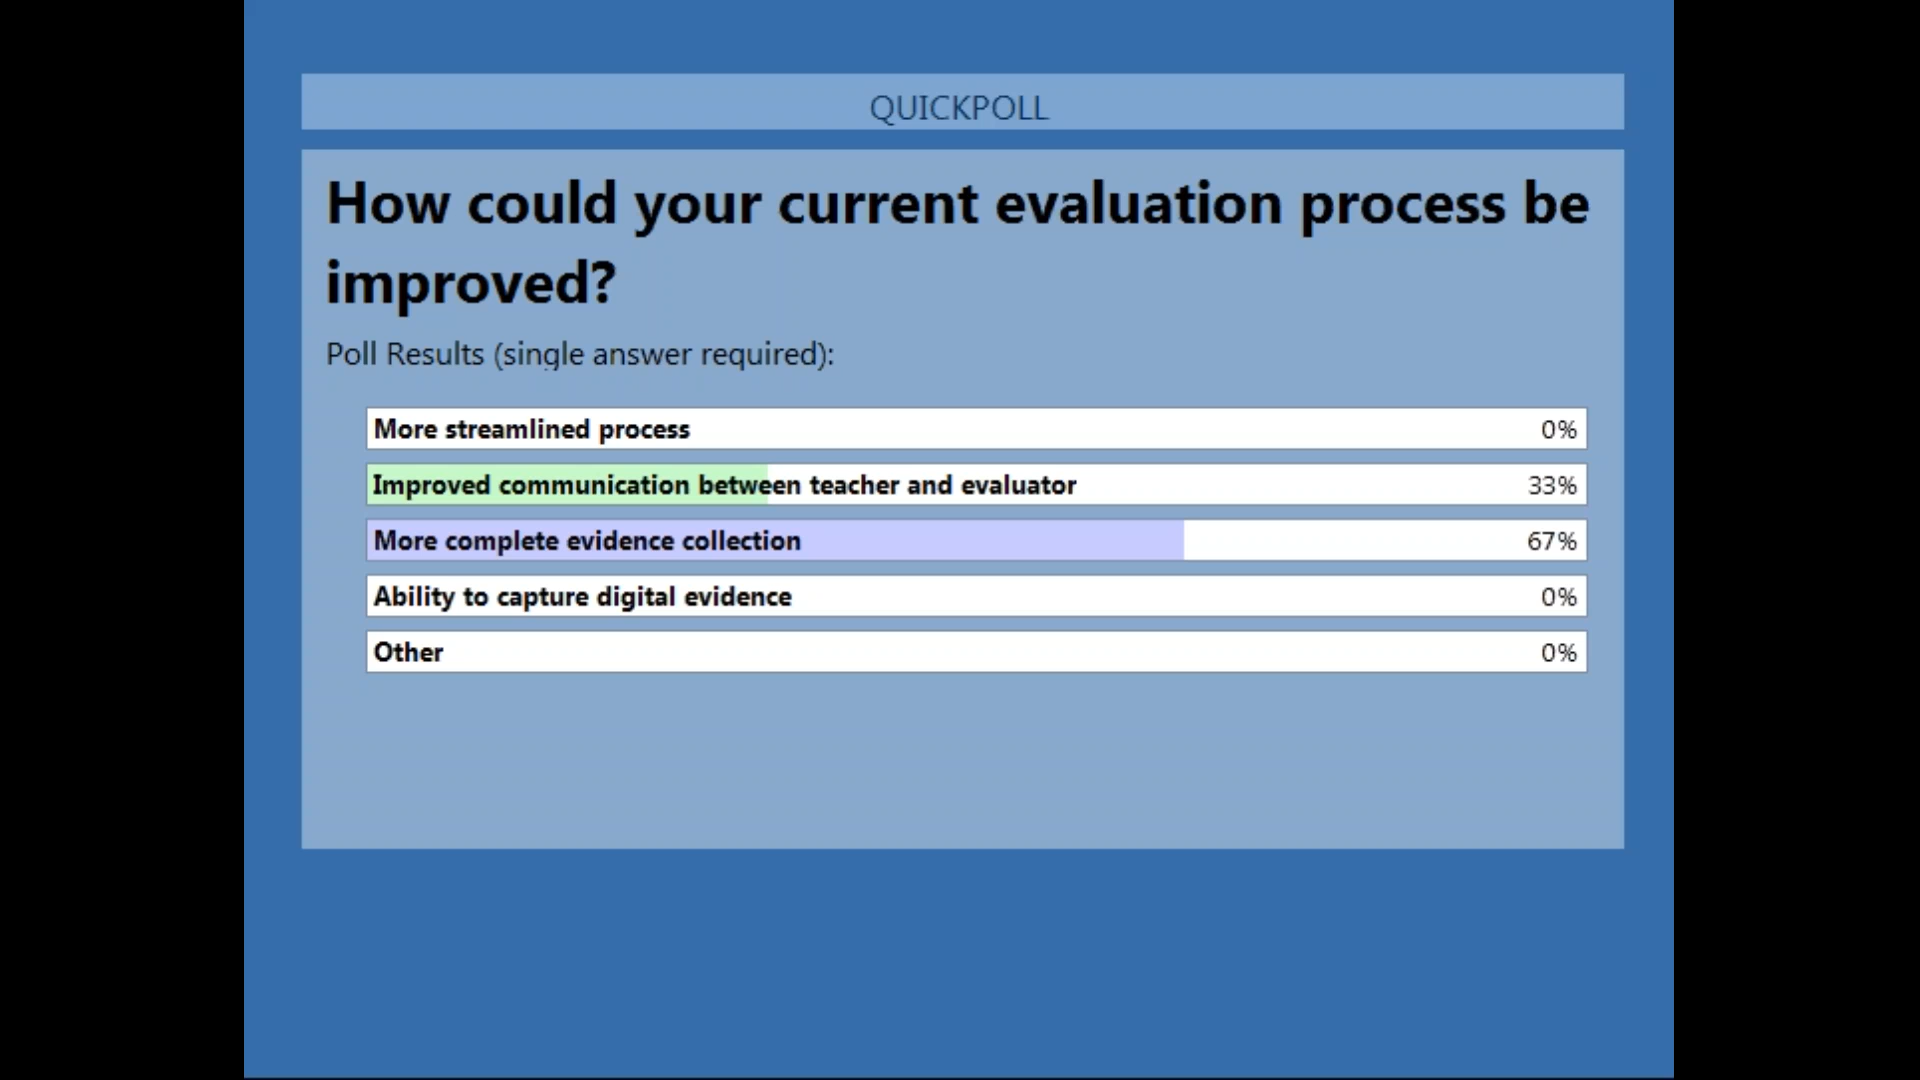 QUICKPOLL
How could your current evaluation process be
improved?
Poll Results (single answer required):
More streamlined process 0%
Improved communication between teacher and evaluator 33%
More complete evidence collection 67%
Ability to capture digital evidence 0%
Other 0%